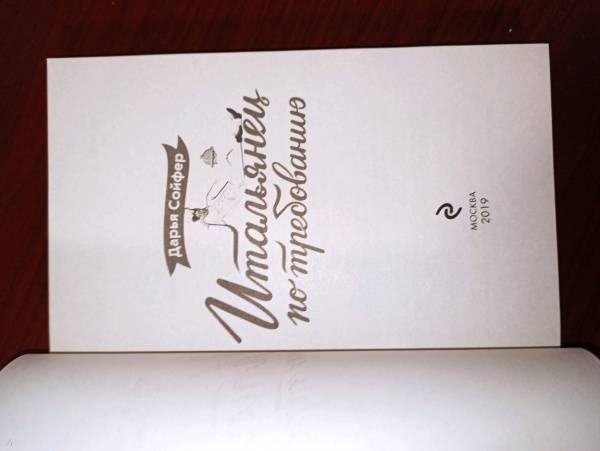 Дарья Сойфер
Итальянец
по требованию
МОСКВА
2019